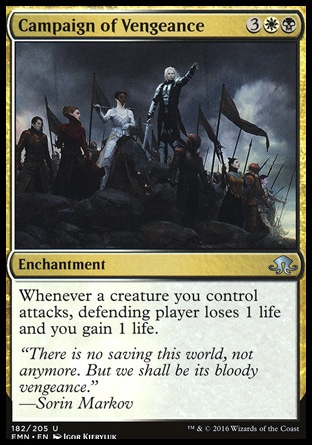 Campaign of Vengeance 3
Enchantment
Whenever a creature you control
attacks, defending player loses 1 life
and you gain 1 life.
“There is no saving this world, not
anymore. But we shall be its bloody
vengeance.”
—Sorin Markov
182/205 U
EMN • EN Igor Kieryluk ™ & © 2016 Wizards of the Coast